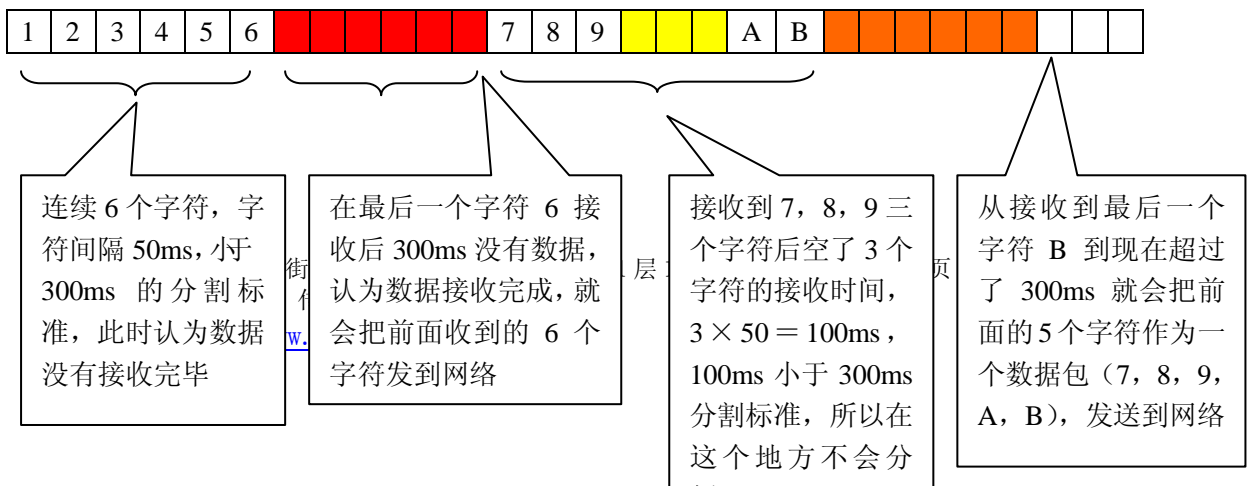 1 2 3 4 5 6 7 8 9 A B
连续 6 个字符，字
符间隔 50ms，小于
300ms 的分割标
准，此时认为数据
没有接收完毕
在最后一个字符 6 接
收后 300ms 没有数据，
认为数据接收完成，就
会把前面收到的 6 个
字符发到网络
接收到 7，8，9 三
个字符后空了 3 个
字符的接收时间，
3×50＝100ms，
100ms 小于 300ms
分割标准，所以在
这个地方不会分
从接收到最后一个
字符 B 到现在超过
了 300ms 就会把前
面的 5 个字符作为一
个数据包（7，8，9，
A，B），发送到网络
街
层
页
w.